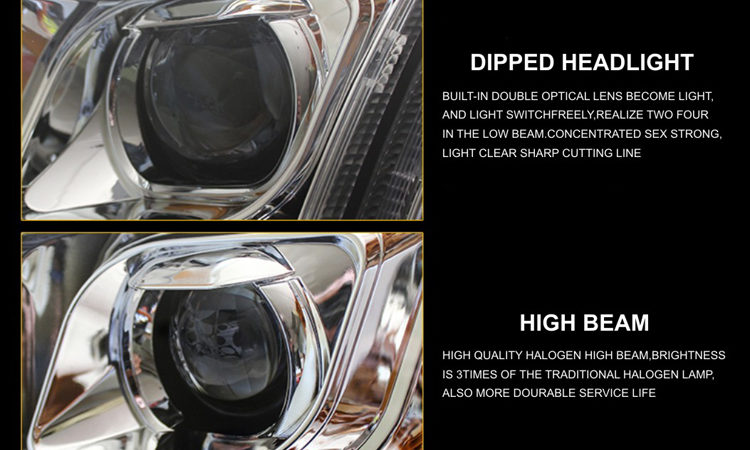 DIPPED HEADLIGHT
BUILT-IN DOUBLE OPTICAL LENS BECOME LIGHT,
AND LIGHT SWITCHFREELY,REALIZE TWO FOUR
IN THE LOW BEAM.CONCENTRATED SEX STRONG,
LIGHT CLEAR SHARP CUTTING LINE
HIGH BEAM
HIGH QUALITY HALOGEN HIGH BEAM,BRIGHTNESS
IS 3TIMES OF THE TRADITIONAL HALOGEN LAMP,
ALSO MORE DOURABLE SERVICE LIFE